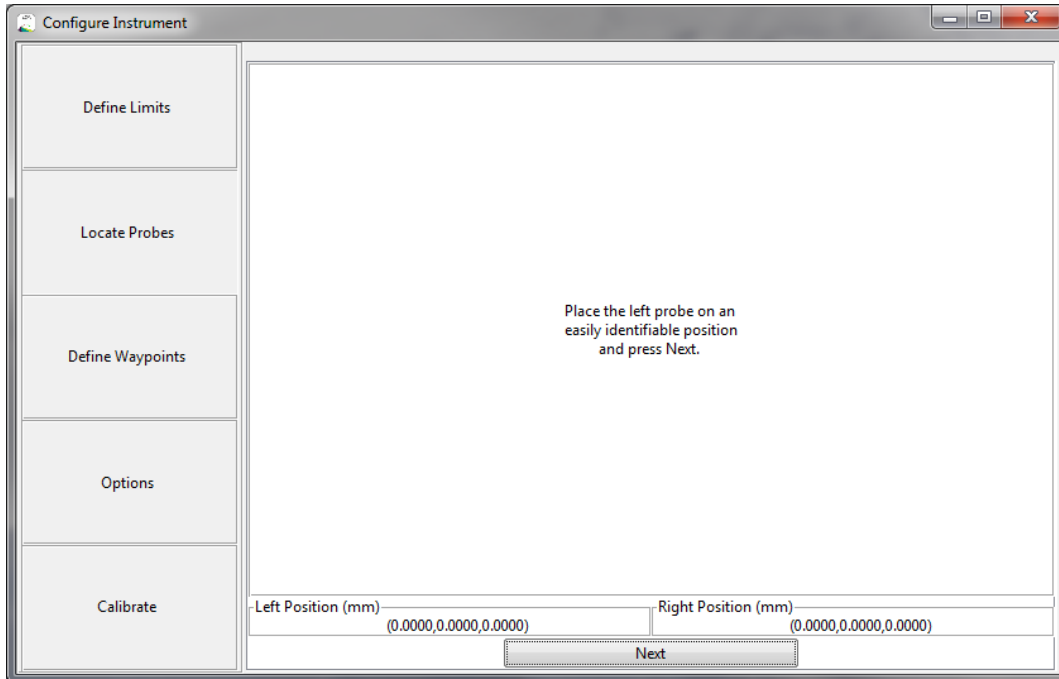 Configure Instrument
Define Limits
Locate Probes
Define Waypoints
Options
Calibrate
Place the left probe on an
easily identifiable position
and press Next.
Left Position (mm)
(0.0000,0.0000,0.0000)
Right Position (mm)
(0.0000,0.0000,0.0000)
Next